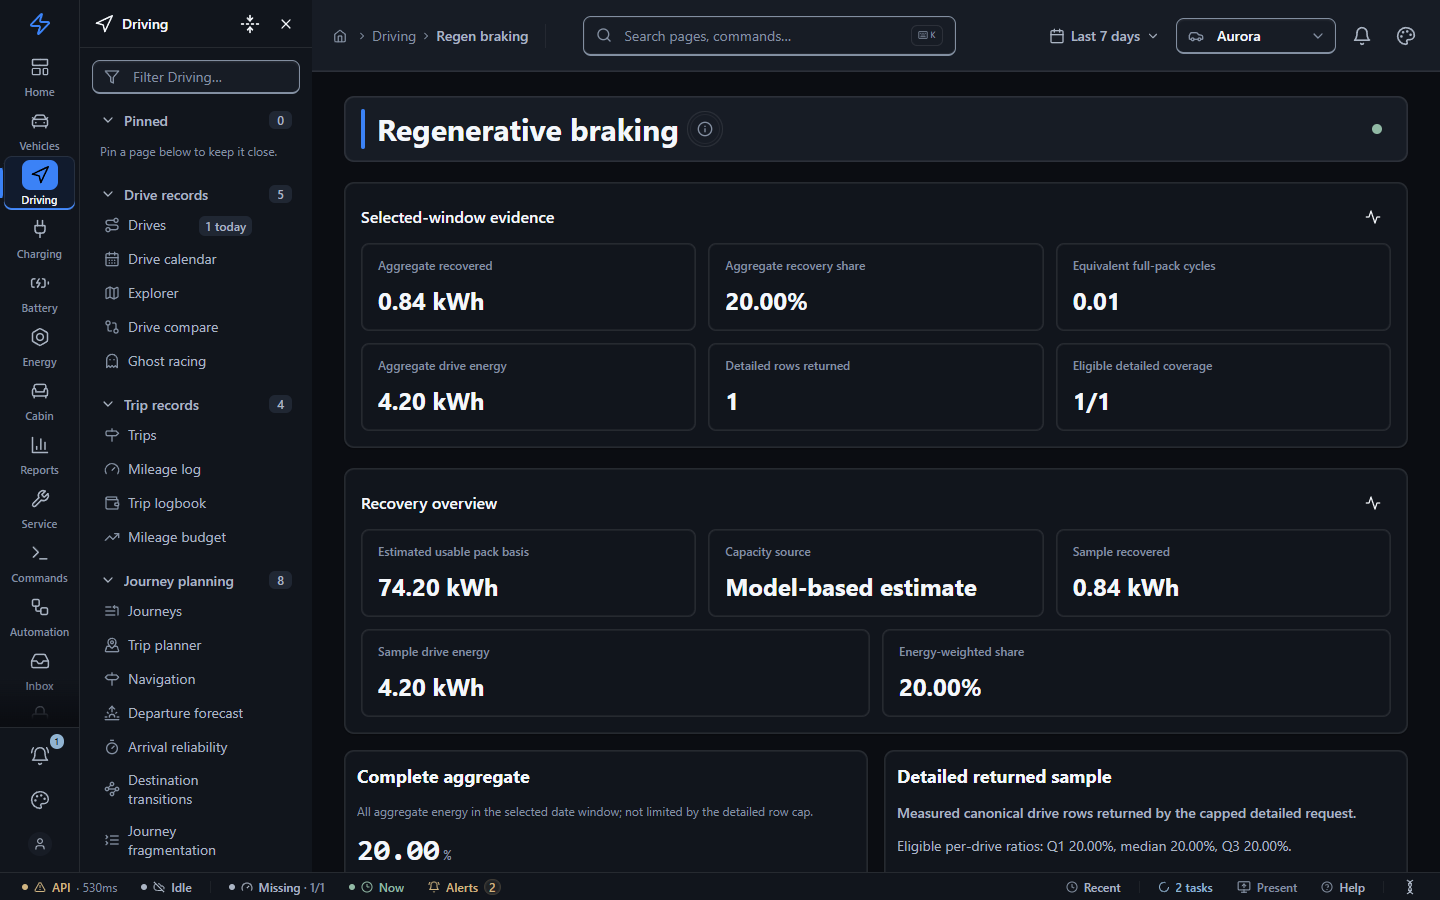 Driving
Driving
Regen braking
Search pages, commands...
K
Last 7 days
Aurora
Home
Vehicles
Driving
Charging
Battery
Energy
Cabin
Reports
Service
Commands
Automation
Inbox
1
Filter Driving...
Pinned
0
Pin a page below to keep it close.
Drive records
5
Drives
1 today
Drive calendar
Explorer
Drive compare
Ghost racing
Trip records
4
Trips
Mileage log
Trip logbook
Mileage budget
Journey planning
8
Journeys
Trip planner
Navigation
Departure forecast
Arrival reliability
Destination
transitions
Journey
fragmentation
Regenerative braking
Selected-window evidence
Aggregate recovered
0.84 kWh
Aggregate recovery share
20.00%
Equivalent full-pack cycles
0.01
Aggregate drive energy
4.20 kWh
Detailed rows returned
1
Eligible detailed coverage
1/1
Recovery overview
Estimated usable pack basis
74.20 kWh
Capacity source
Model-based estimate
Sample recovered
0.84 kWh
Sample drive energy
4.20 kWh
Energy-weighted share
20.00%
Complete aggregate
All aggregate energy in the selected date window; not limited by the detailed row cap.
20.00%
Detailed returned sample
Measured canonical drive rows returned by the capped detailed request.
Eligible per-drive ratios: Q1 20.00%, median 20.00%, Q3 20.00%.
API · 530ms
Idle
Missing · 1/1
Now
Alerts 2
Recent
2 tasks
Present
Help